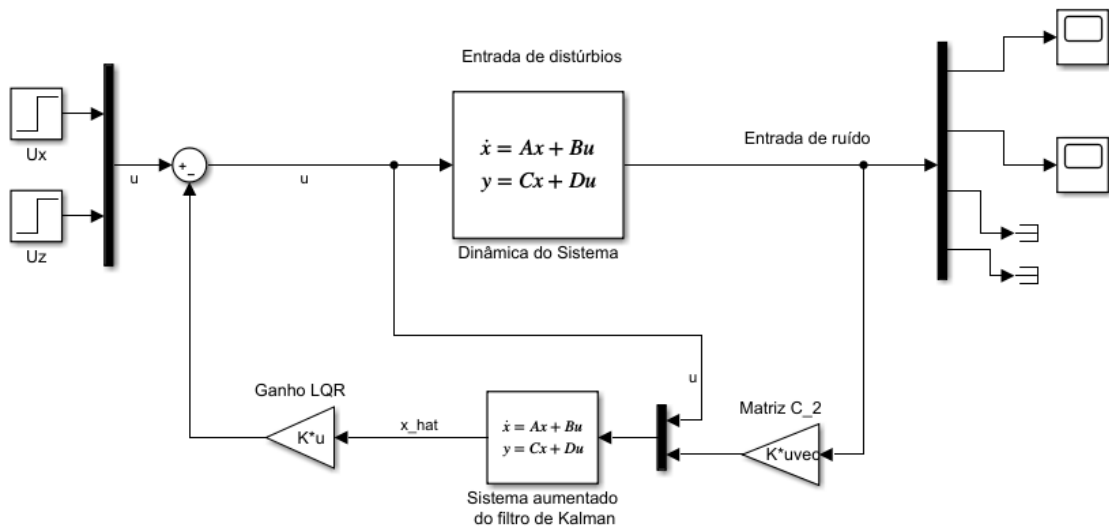 Entrada de distúrbios
ẋ = Ax + Bu
y = Cx + Du
Dinâmica do Sistema
Entrada de ruído
Ux
u
+
−
u
Uz
u
Ganho LQR
K*u
x_hat
ẋ = Ax + Bu
y = Cx + Du
Sistema aumentado
do filtro de Kalman
Matriz C_2
K*uvec